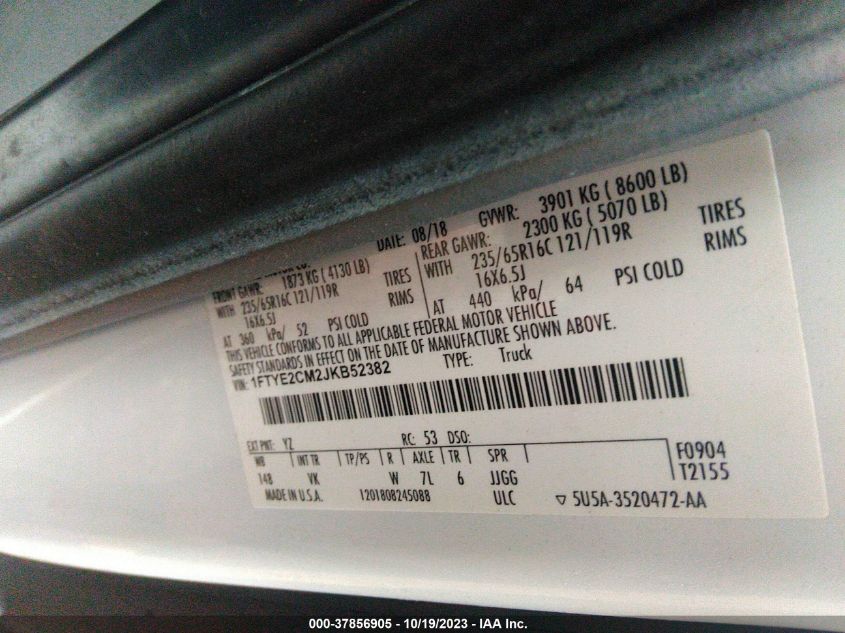 DATE: 08/18 GVWR: 3901 KG ( 8600 LB)
FRONT GAWR: 1873 KG ( 4130 LB) REAR GAWR: 2300 KG ( 5070 LB)
WITH 235/65R16C 121/119R TIRES WITH 235/65R16C 121/119R TIRES
16X6.5J RIMS 16X6.5J RIMS
AT 360 kPa/ 52 PSI COLD AT 440 kPa/ 64 PSI COLD
THIS VEHICLE CONFORMS TO ALL APPLICABLE FEDERAL MOTOR VEHICLE
SAFETY STANDARDS IN EFFECT ON THE DATE OF MANUFACTURE SHOWN ABOVE.
VIN: 1FTYE2CM2JKB52382 TYPE: Truck
EXT PNT: YZ RC: 53 DSO:
WB INT TR TP/PS R AXLE TR SPR F0904
148 VK W 7L 6 JJGG T2155
MADE IN U.S.A. 1201808245088 ULC ▽ 5U5A-3520472-AA
000-37856905 - 10/19/2023 - IAA Inc.